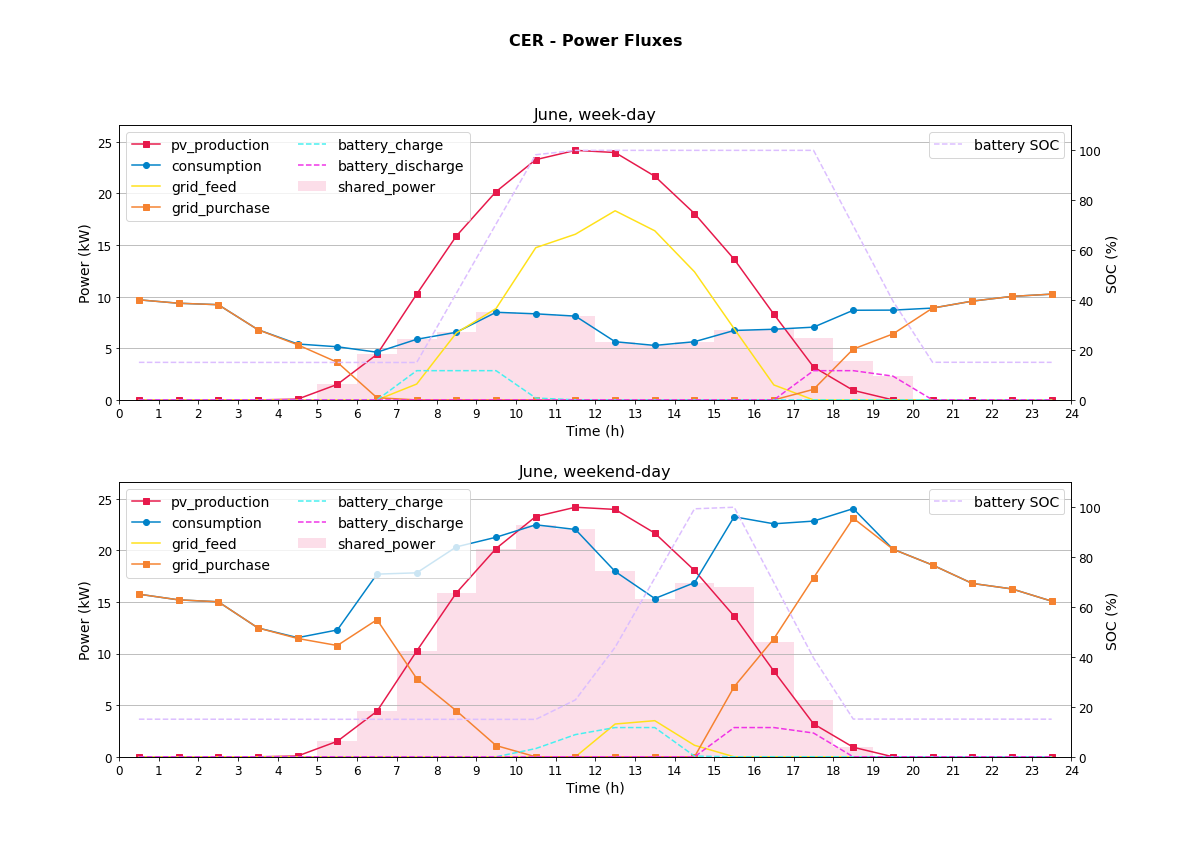 CER - Power Fluxes
June, week-day
pv_production
consumption
grid_feed
grid_purchase
battery_charge
battery_discharge
shared_power
battery SOC
Power (kW)
0
5
10
15
20
25
SOC (%)
0
20
40
60
80
100
0 1 2 3 4 5 6 7 8 9 10 11 12 13 14 15 16 17 18 19 20 21 22 23 24
Time (h)
June, weekend-day
pv_production
consumption
grid_feed
grid_purchase
battery_charge
battery_discharge
shared_power
battery SOC
Power (kW)
0
5
10
15
20
25
SOC (%)
0
20
40
60
80
100
0 1 2 3 4 5 6 7 8 9 10 11 12 13 14 15 16 17 18 19 20 21 22 23 24
Time (h)